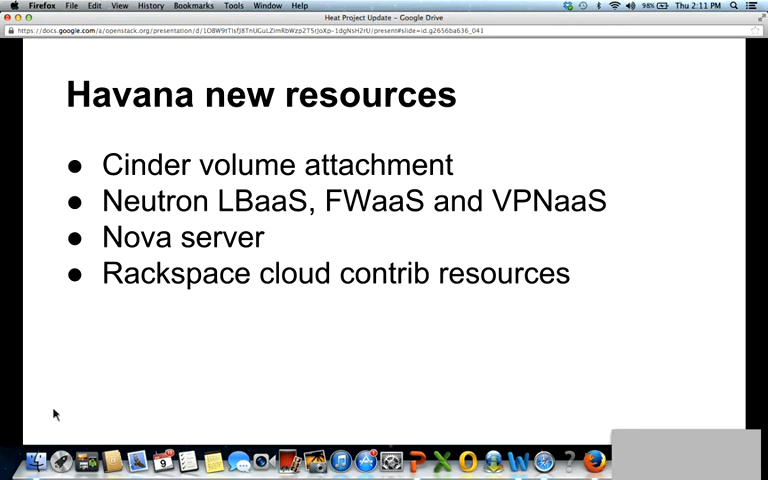 Firefox File Edit View History Bookmarks Tools Window Help 98% Thu 2:11 PM
Heat Project Update – Google Drive
Havana new resources
● Cinder volume attachment
● Neutron LBaaS, FWaaS and VPNaaS
● Nova server
● Rackspace cloud contrib resources